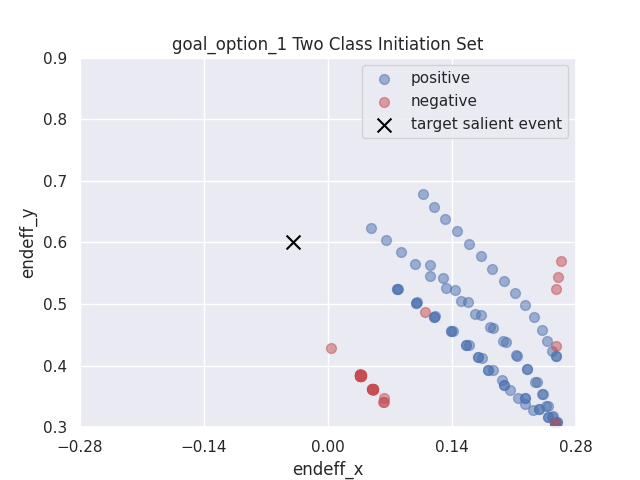 goal_option_1 Two Class Initiation Set
positive
negative
target salient event
0.9
0.8
0.7
0.6
0.5
0.4
0.3
endeff_y
−0.28
−0.14
0.00
0.14
0.28
endeff_x